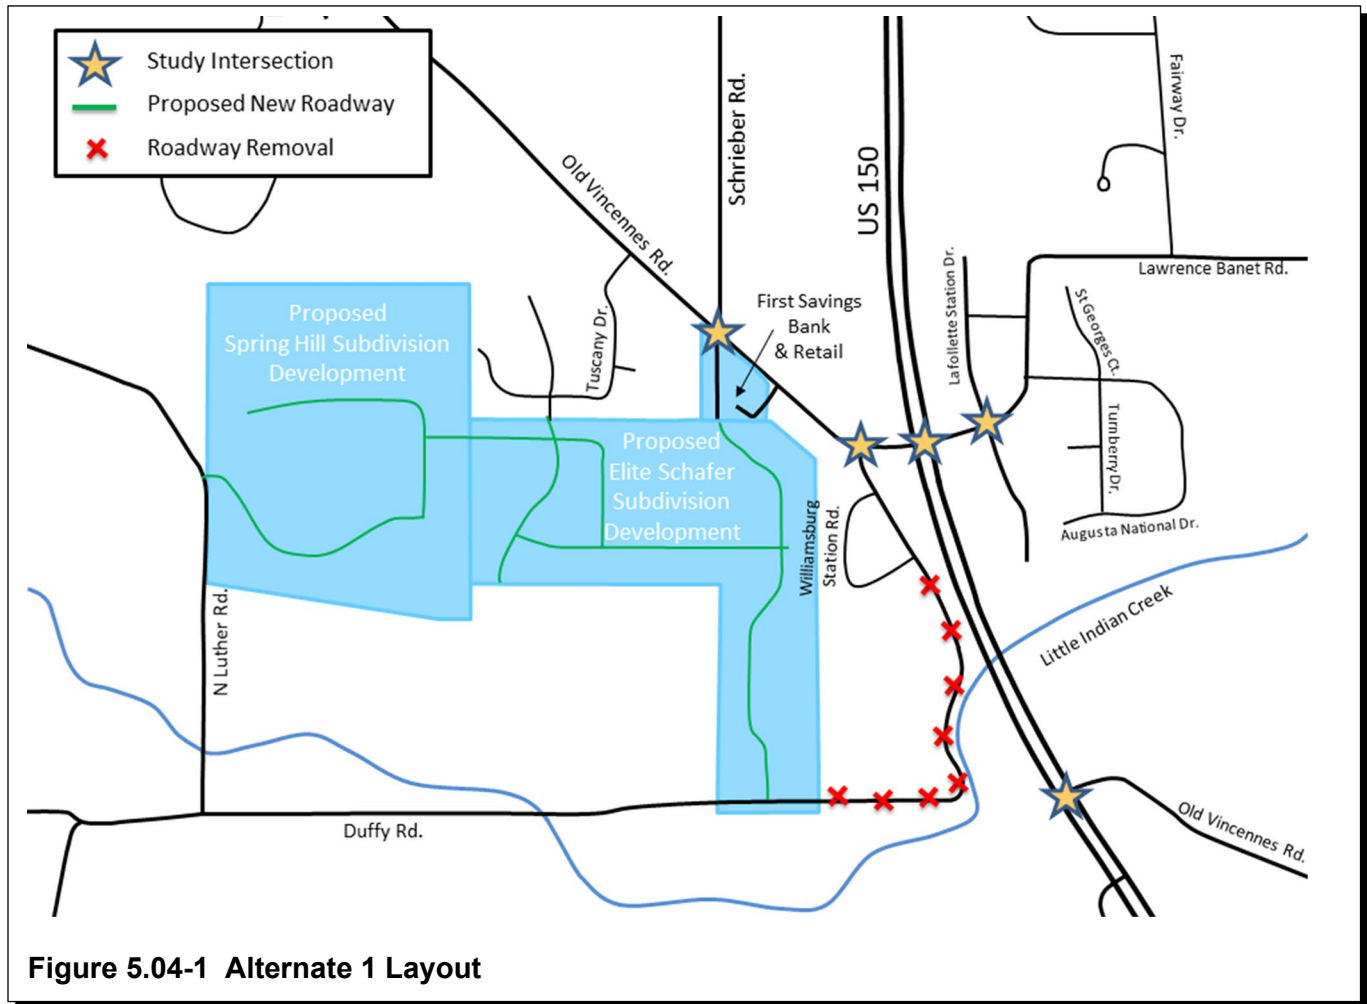 Study Intersection
Proposed New Roadway
Roadway Removal
Old Vincennes Rd.
Schrieber Rd.
US 150
Fairway Dr.
Lawrence Banet Rd.
Lafollette Station Dr.
St Georges Ct.
Turnberry Dr.
Augusta National Dr.
First Savings
Bank
& Retail
Tuscany Dr.
Proposed
Spring Hill Subdivision
Development
Proposed
Elite Schafer
Subdivision
Development
Williamsburg
Station Rd.
Little Indian Creek
N Luther Rd.
Duffy Rd.
Old Vincennes Rd.
Figure 5.04-1 Alternate 1 Layout